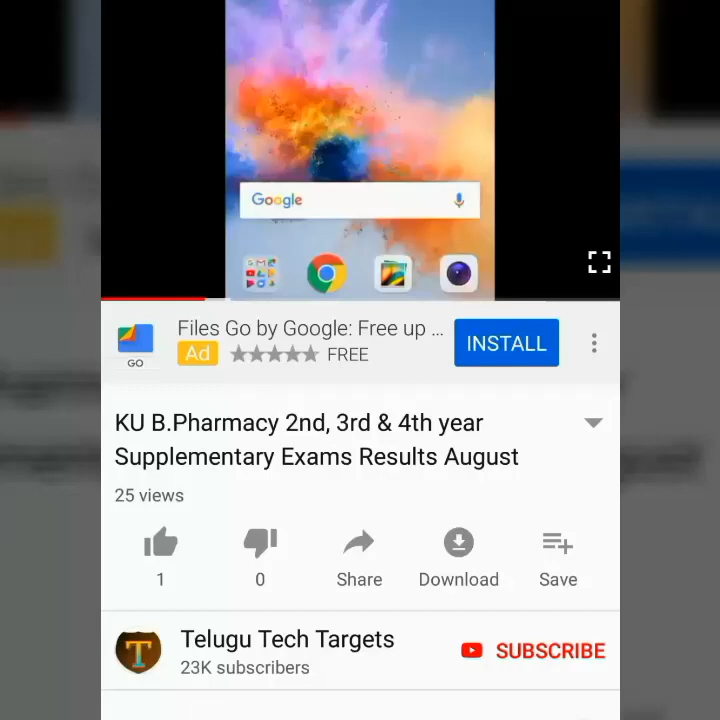 Google
Files Go by Google: Free up ...
GO
Ad
FREE
INSTALL
KU B.Pharmacy 2nd, 3rd & 4th year
Supplementary Exams Results August
25 views
1
0
Share
Download
Save
T
Telugu Tech Targets
SUBSCRIBE
23K subscribers